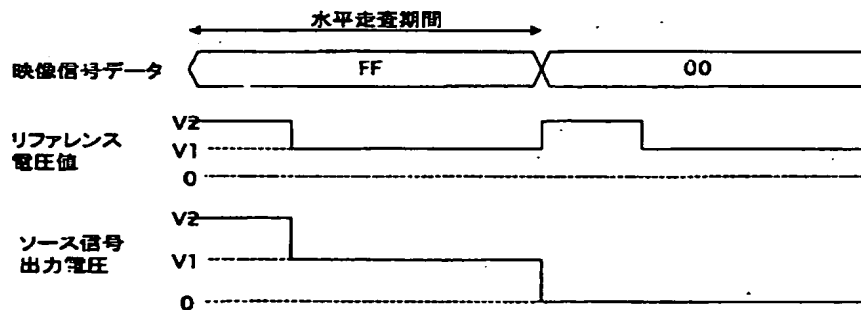 水平走査期間
映像信号データ
FF
00
リファレンス
電圧値
V2
V1
0
ソース信号
出力電圧
V2
V1
0